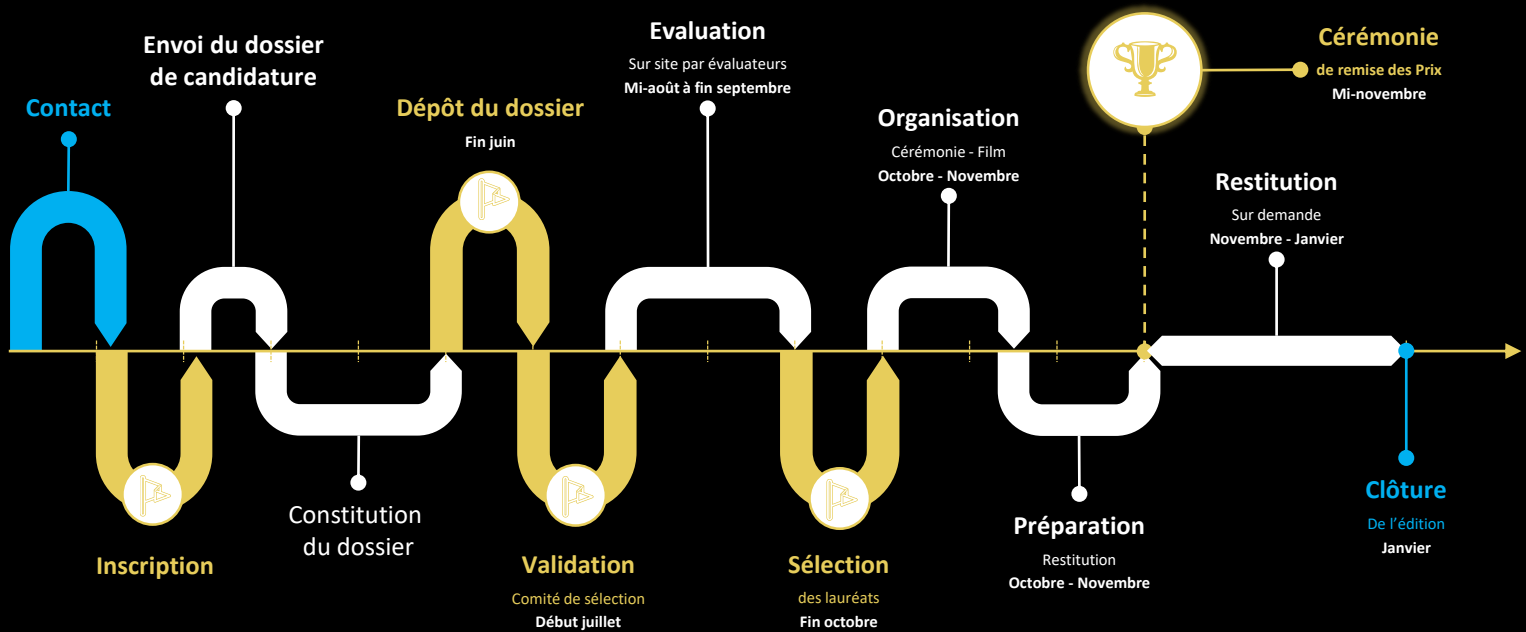 Contact
Inscription
Envoi du dossier
de candidature
Constitution
du dossier
Dépôt du dossier
Fin juin
Validation
Comité de sélection
Début juillet
Evaluation
Sur site par évaluateurs
Mi-août à fin septembre
Sélection
des lauréats
Fin octobre
Organisation
Cérémonie - Film
Octobre - Novembre
Préparation
Restitution
Octobre - Novembre
Cérémonie
de remise des Prix
Mi-novembre
Restitution
Sur demande
Novembre - Janvier
Clôture
De l’édition
Janvier